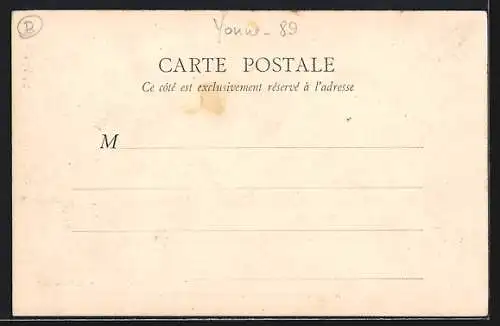 B
Yonne - 89
CARTE POSTALE
Ce côté est exclusivement réservé à l'adresse
M